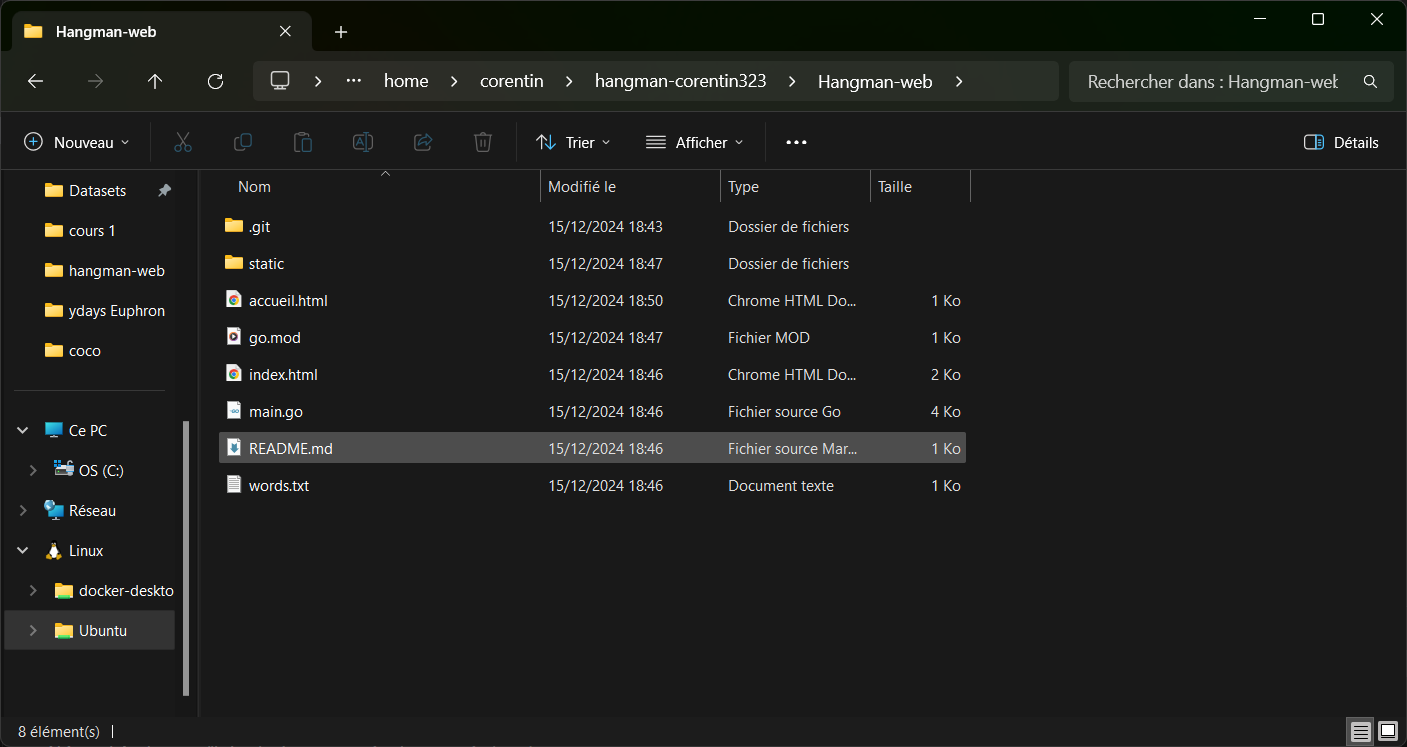 Hangman-web
home corentin hangman-corentin323 Hangman-web Rechercher dans : Hangman-web
Nouveau Trier Afficher Détails
Datasets
cours 1
hangman-web
ydays Euphron
coco
Ce PC
OS (C:)
Réseau
Linux
docker-deskto
Ubuntu
Nom Modifié le Type Taille
.git 15/12/2024 18:43 Dossier de fichiers
static 15/12/2024 18:47 Dossier de fichiers
accueil.html 15/12/2024 18:50 Chrome HTML Do... 1 Ko
go.mod 15/12/2024 18:47 Fichier MOD 1 Ko
index.html 15/12/2024 18:46 Chrome HTML Do... 2 Ko
main.go 15/12/2024 18:46 Fichier source Go 4 Ko
README.md 15/12/2024 18:46 Fichier source Mar... 1 Ko
words.txt 15/12/2024 18:46 Document texte 1 Ko
8 élément(s)